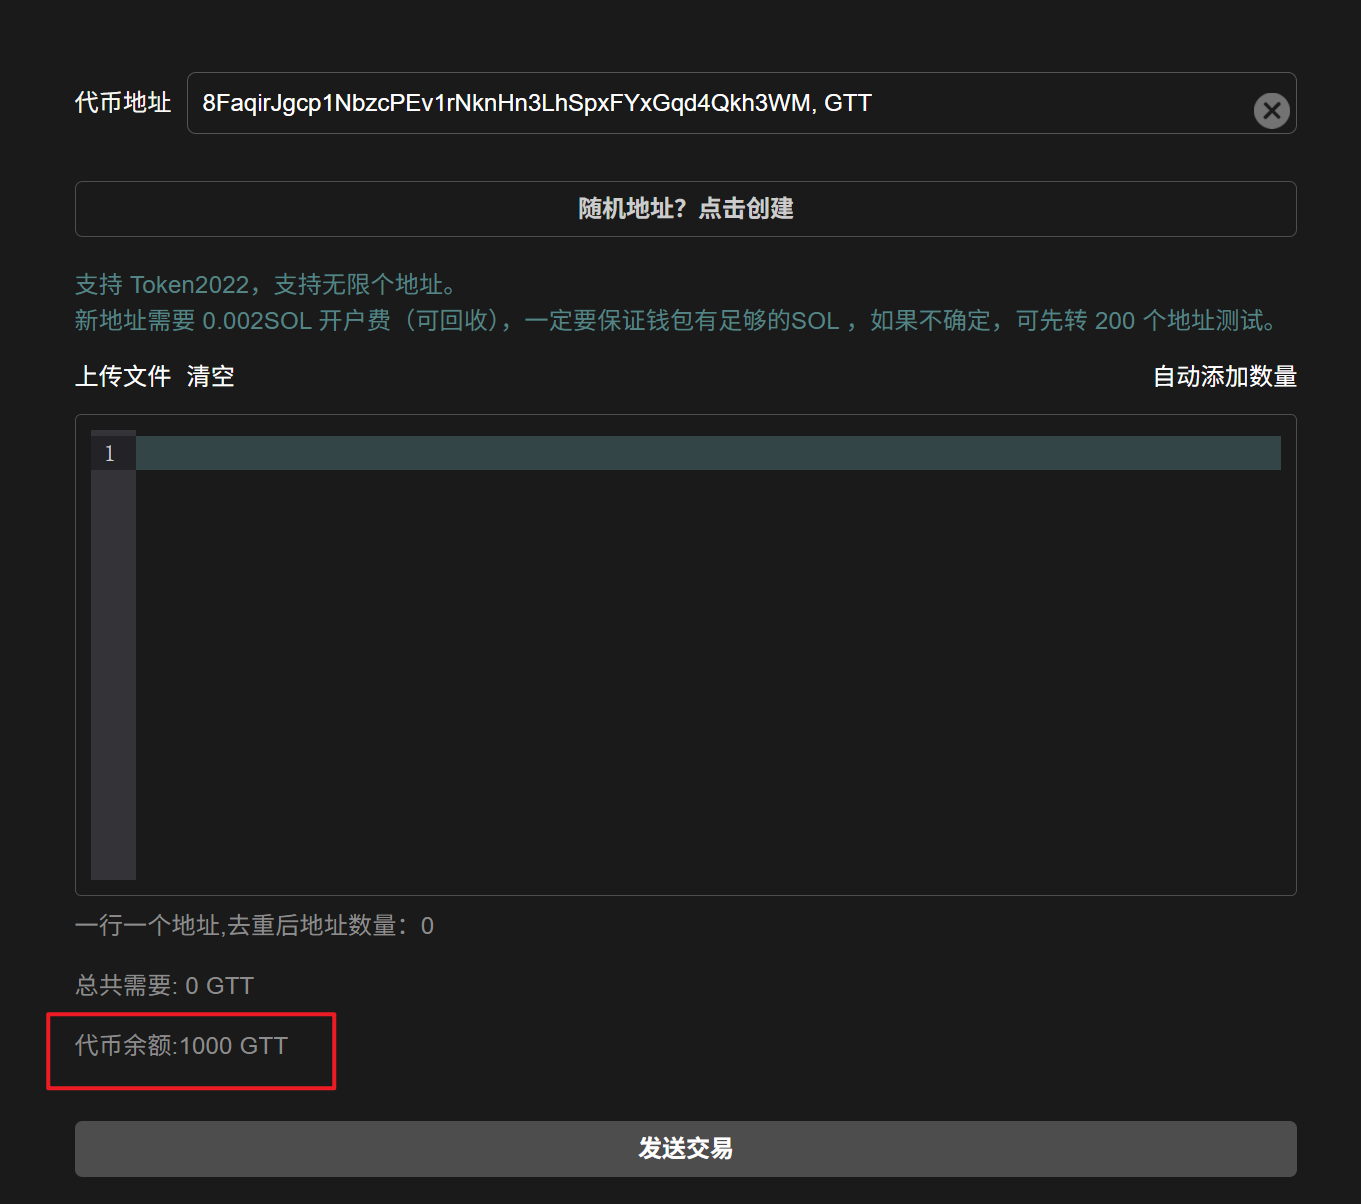 代币地址 8FaqirJgcp1NbzcPEv1rNknHn3LhSpxFYxGqd4Qkh3WM, GTT
随机地址？点击创建
支持 Token2022，支持无限个地址。
新地址需要 0.002SOL 开户费（可回收），一定要保证钱包有足够的SOL ，如果不确定，可先转 200 个地址测试。
上传文件 清空 自动添加数量
1
一行一个地址,去重后地址数量：0
总共需要: 0 GTT
代币余额:1000 GTT
发送交易